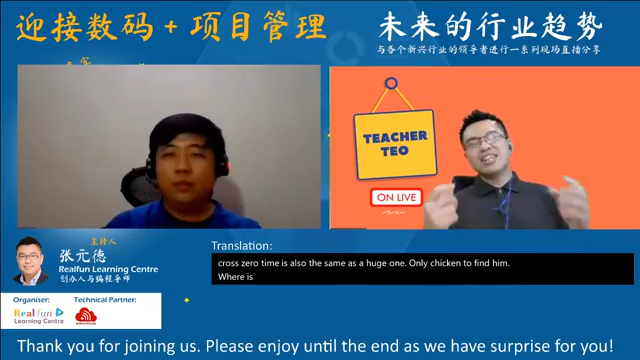 迎接数码 + 项目管理
未来的行业趋势
与各个新兴行业的领导者进行一系列现场直播分享
TEACHER
TEO
ON LIVE
主持人
张元德
Realfun Learning Centre
创办人与编程导师
Translation:
cross zero time is also the same as a huge one. Only chicken to find him.
Where is
Organiser:
Technical Partner:
Realfun
Learning Centre
Thank you for joining us. Please enjoy until the end as we have surprise for you!